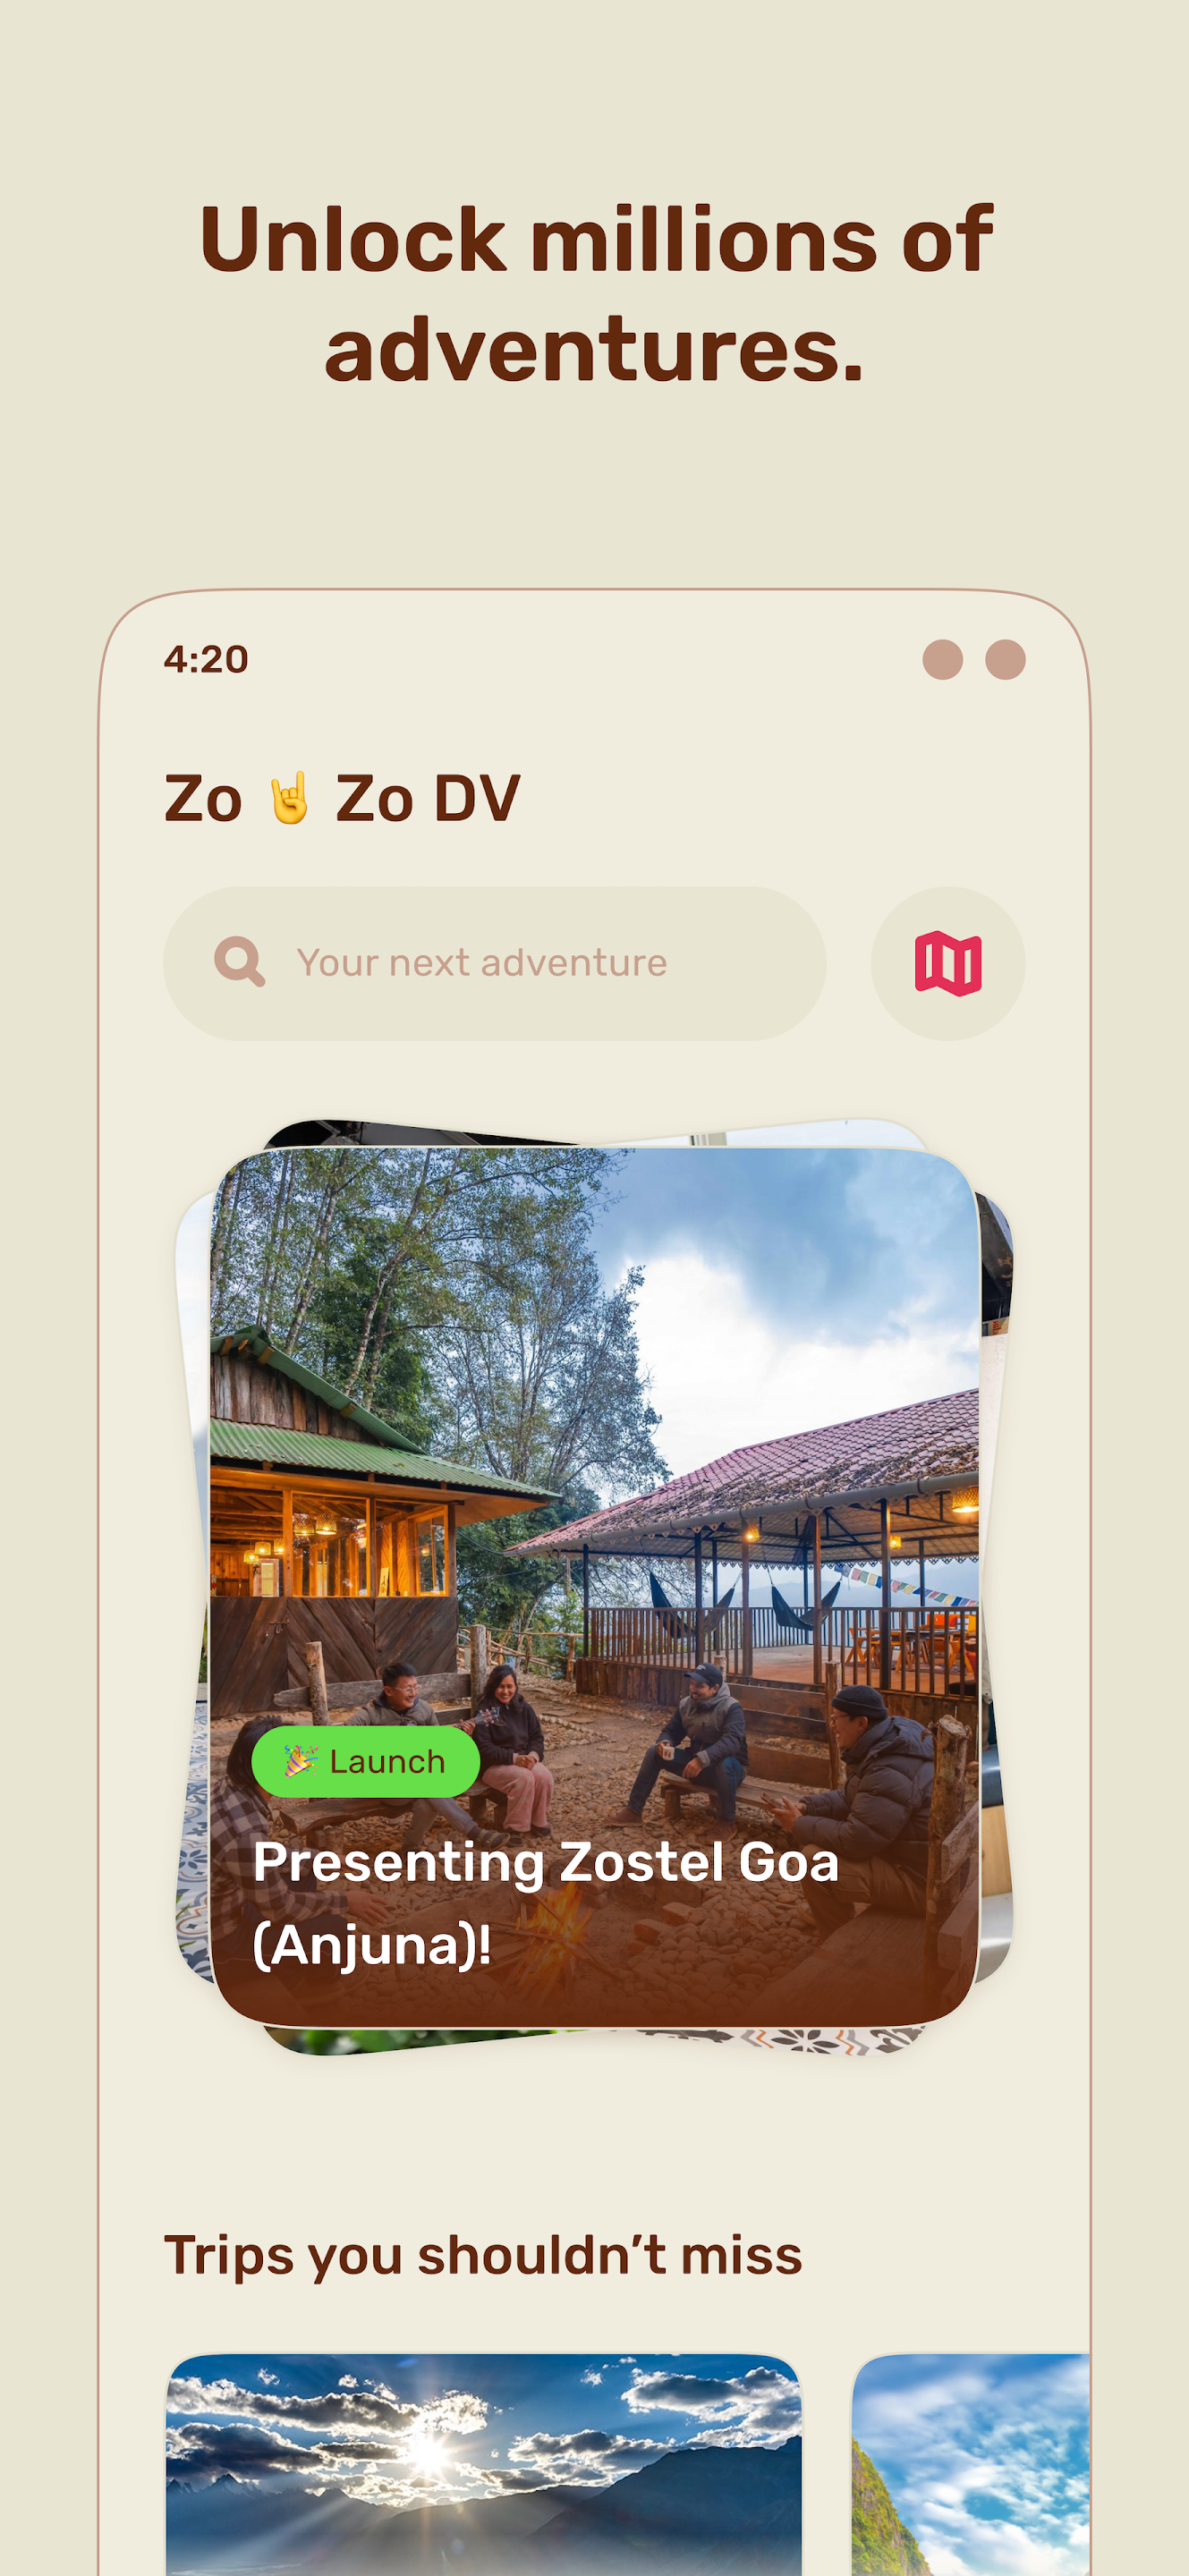 Unlock millions of
adventures.
4:20
Zo 🤘 Zo DV
Your next adventure
🎉 Launch
Presenting Zostel Goa
(Anjuna)!
Trips you shouldn’t miss